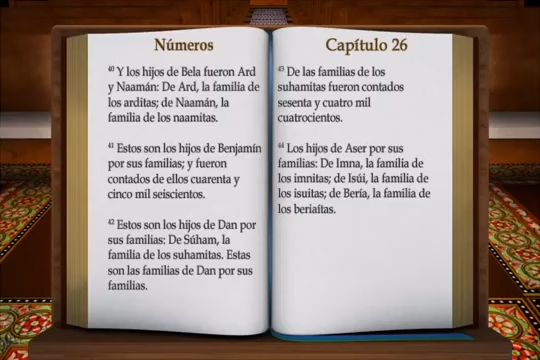 Números
⁴⁰ Y los hijos de Bela fueron Ard
y Naamán: De Ard, la familia de
los arditas; de Naamán, la
familia de los naamitas.
⁴¹ Estos son los hijos de Benjamín
por sus familias; y fueron
contados de ellos cuarenta y
cinco mil seiscientos.
⁴² Estos son los hijos de Dan por
sus familias: De Súham, la
familia de los suhamitas. Estas
son las familias de Dan por sus
familias.
Capítulo 26
⁴³ De las familias de los
suhamitas fueron contados
sesenta y cuatro mil
cuatrocientos.
⁴⁴ Los hijos de Aser por sus
familias: De Imna, la familia de
los imnitas; de Isúi, la familia de
los isuitas; de Bería, la familia de
los beriaítas.